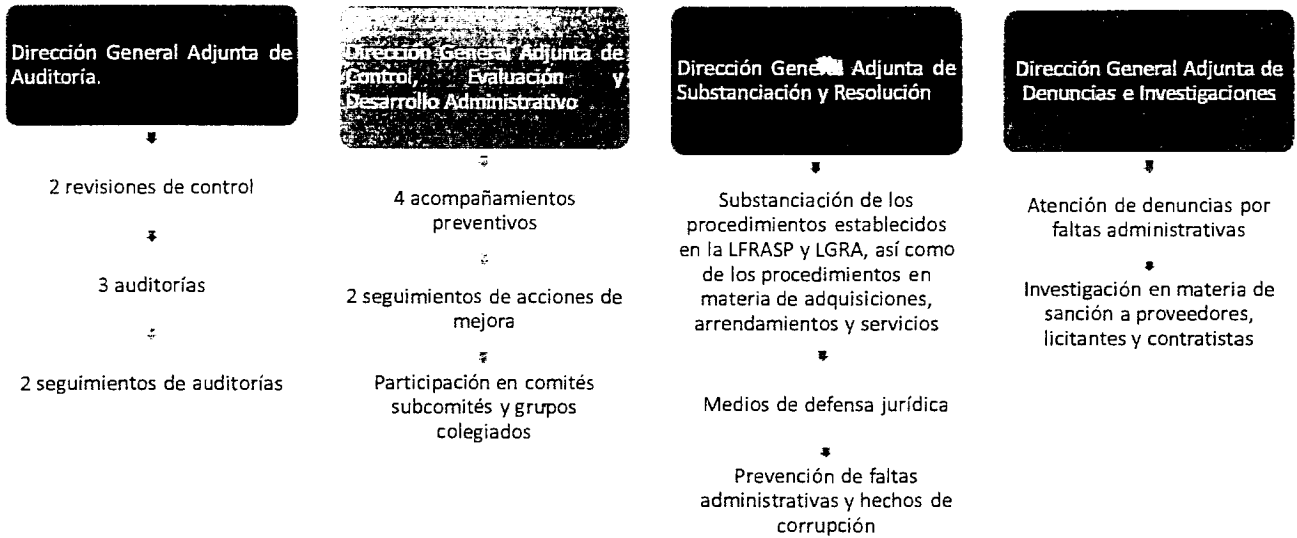 Dirección General Adjunta de
Auditoría.
2 revisiones de control
3 auditorías
2 seguimientos de auditorías
Dirección General Adjunta de
Control, Evaluación y
Desarrollo Administrativo
4 acompañamientos
preventivos
2 seguimientos de acciones de
mejora
Participación en comités
subcomités y grupos
colegiados
Dirección General Adjunta de
Substanciación y Resolución
Substanciación de los
procedimientos establecidos
en la LFRASP y LGRA, así como
de los procedimientos en
materia de adquisiciones,
arrendamientos y servicios
Medios de defensa jurídica
Prevención de faltas
administrativas y hechos de
corrupción
Dirección General Adjunta de
Denuncias e Investigaciones
Atención de denuncias por
faltas administrativas
Investigación en materia de
sanción a proveedores,
licitantes y contratistas